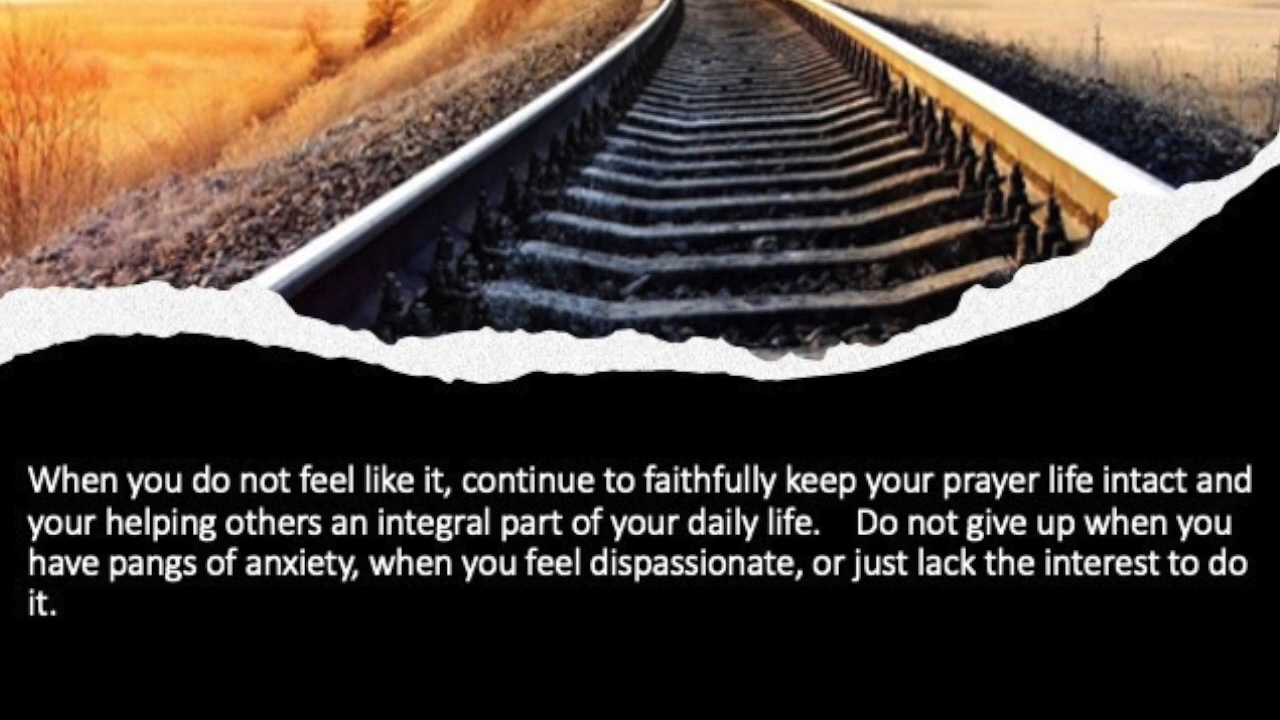 When you do not feel like it, continue to faithfully keep your prayer life intact and
your helping others an integral part of your daily life.    Do not give up when you
have pangs of anxiety, when you feel dispassionate, or just lack the interest to do
it.